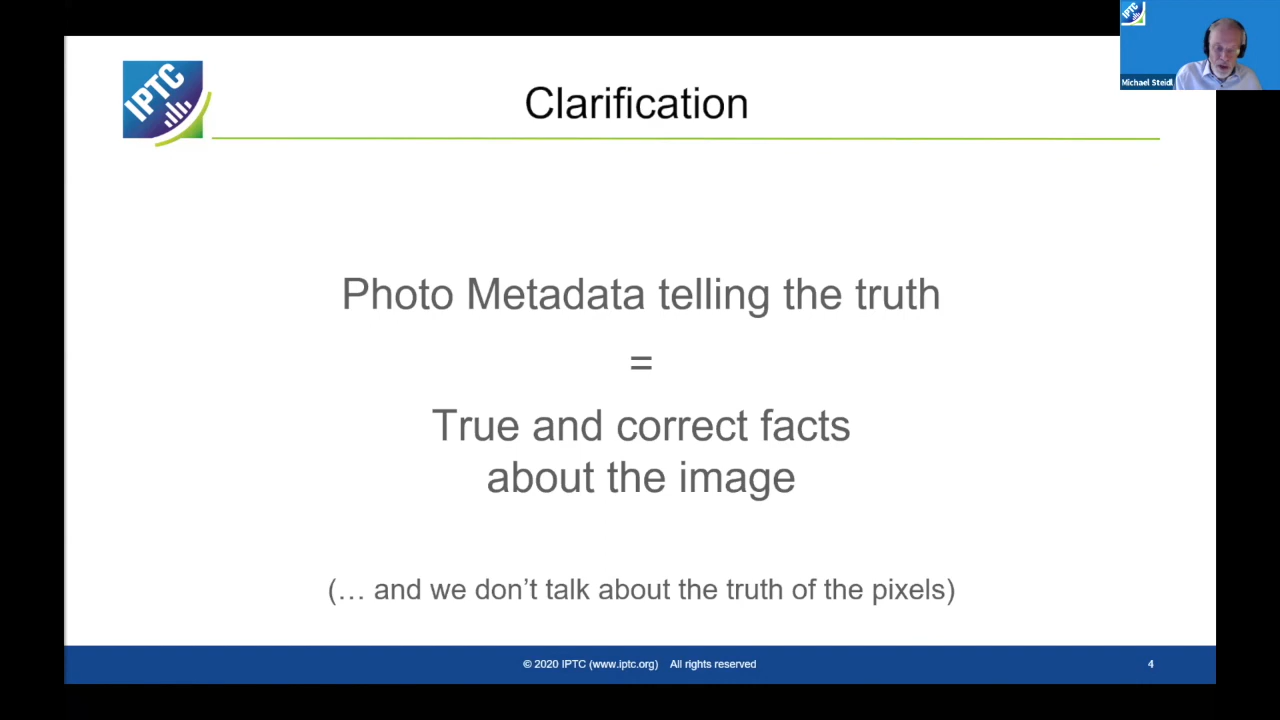 IPTC
Michael Steidl
IPTC
Clarification
Photo Metadata telling the truth
=
True and correct facts
about the image
(… and we don’t talk about the truth of the pixels)
© 2020 IPTC (www.iptc.org) All rights reserved
4